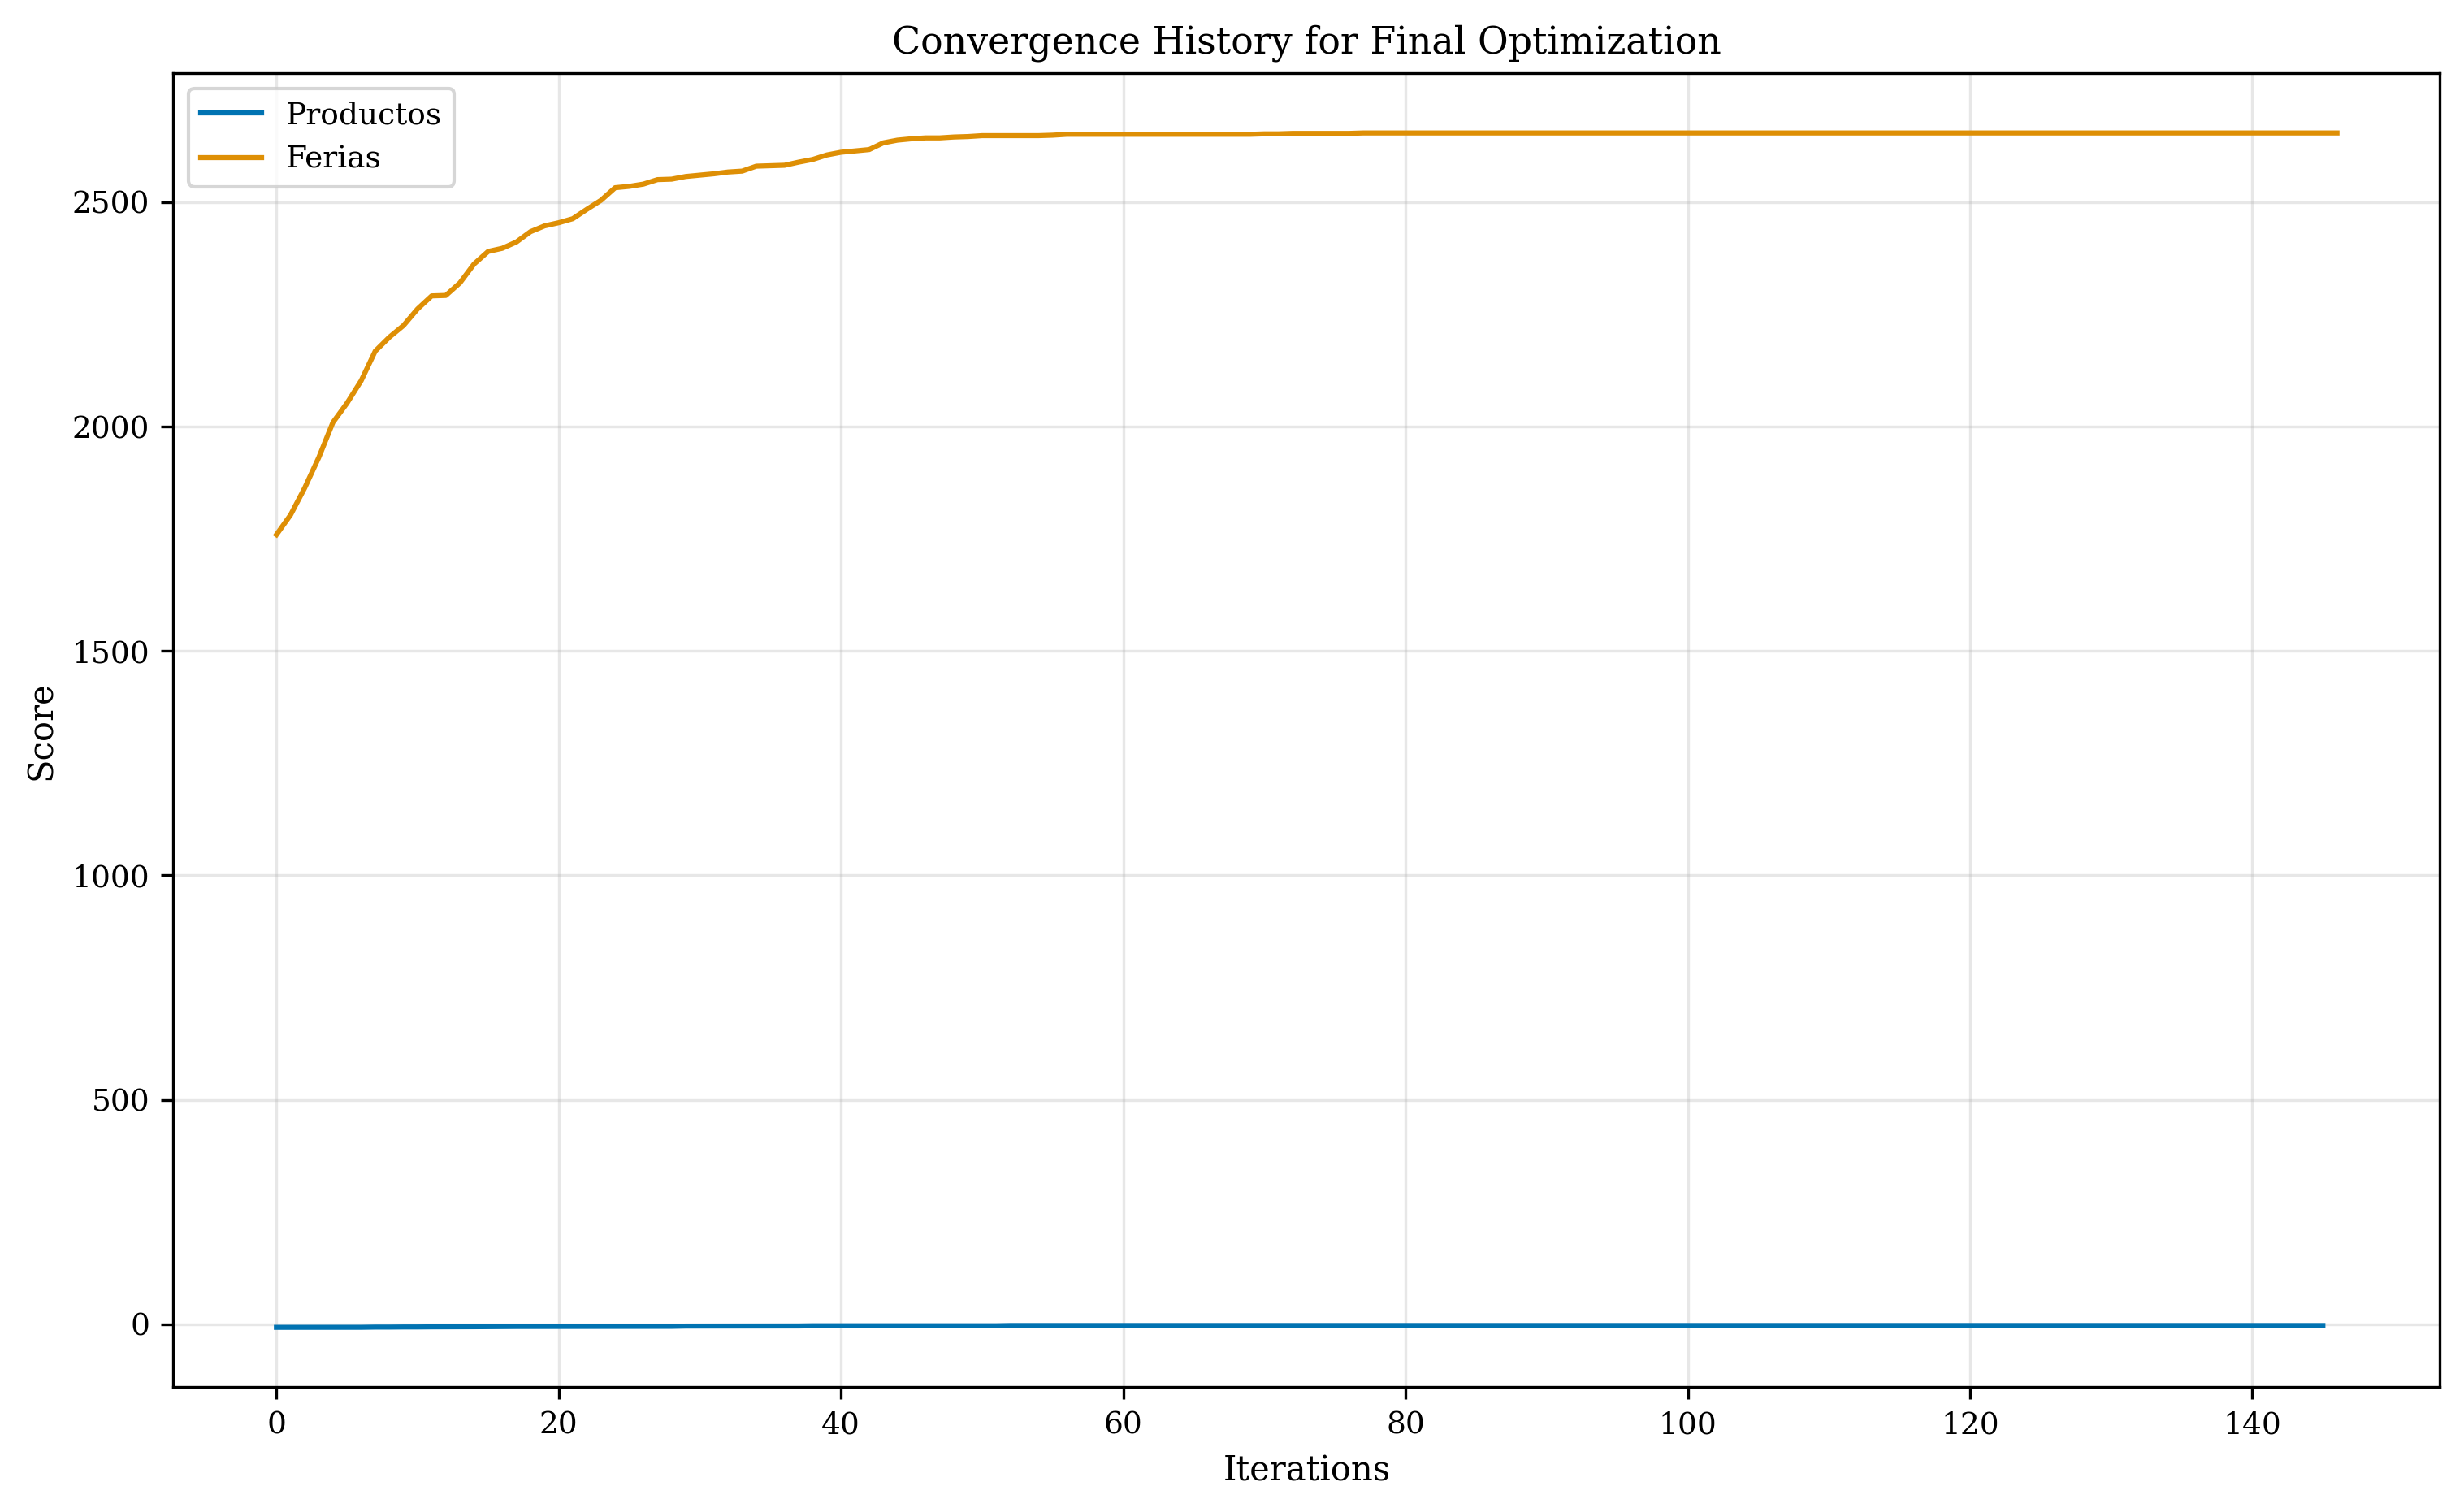 Convergence History for Final Optimization
Productos
Ferias
2500
2000
1500
1000
500
0
Score
0 20 40 60 80 100 120 140
Iterations